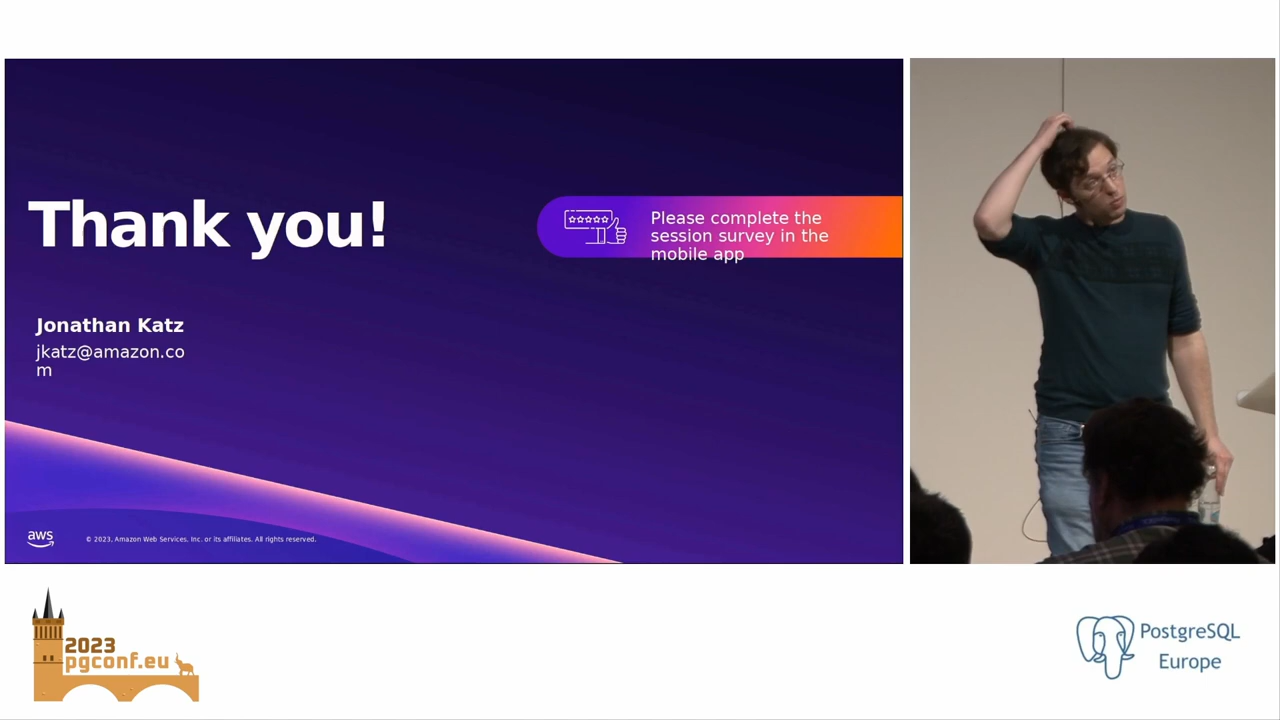 Thank you!
Please complete the
session survey in the
mobile app
Jonathan Katz
jkatz@amazon.co
m
aws
© 2023, Amazon Web Services, Inc. or its affiliates. All rights reserved.
2023
pgconf.eu
PostgreSQL
Europe